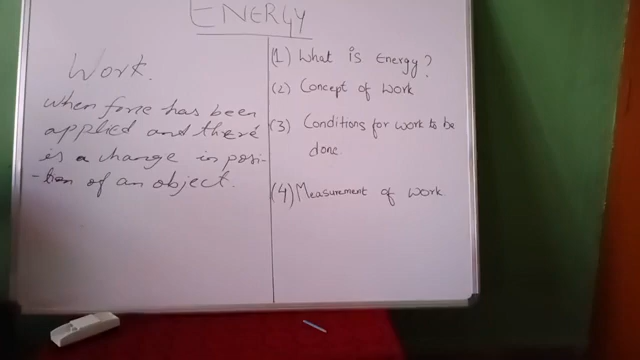 ENERGY
Work.
When force has been
applied and there
is a change in posi-
-tion of an object.
(1) What is Energy?
(2) Concept of Work
(3) Conditions for work to be
done.
(4) Measurement of work